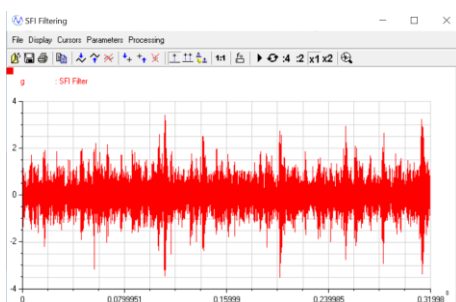 SFI Filtering
File Display Cursors Parameters Processing
1:1 :4 :2 x1 x2
g : SFI Filter
4
2
0
-2
-4
0 0.0799951 0.15999 0.239985 0.31998
s